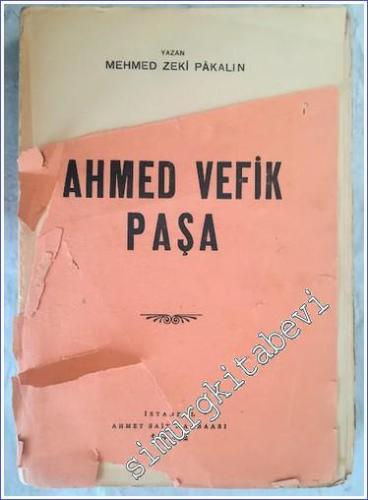 YAZAN
MEHMED ZEKİ PÂKALIN
AHMED VEFİK
PAŞA
AHMET SAİT
simurgkitabevi